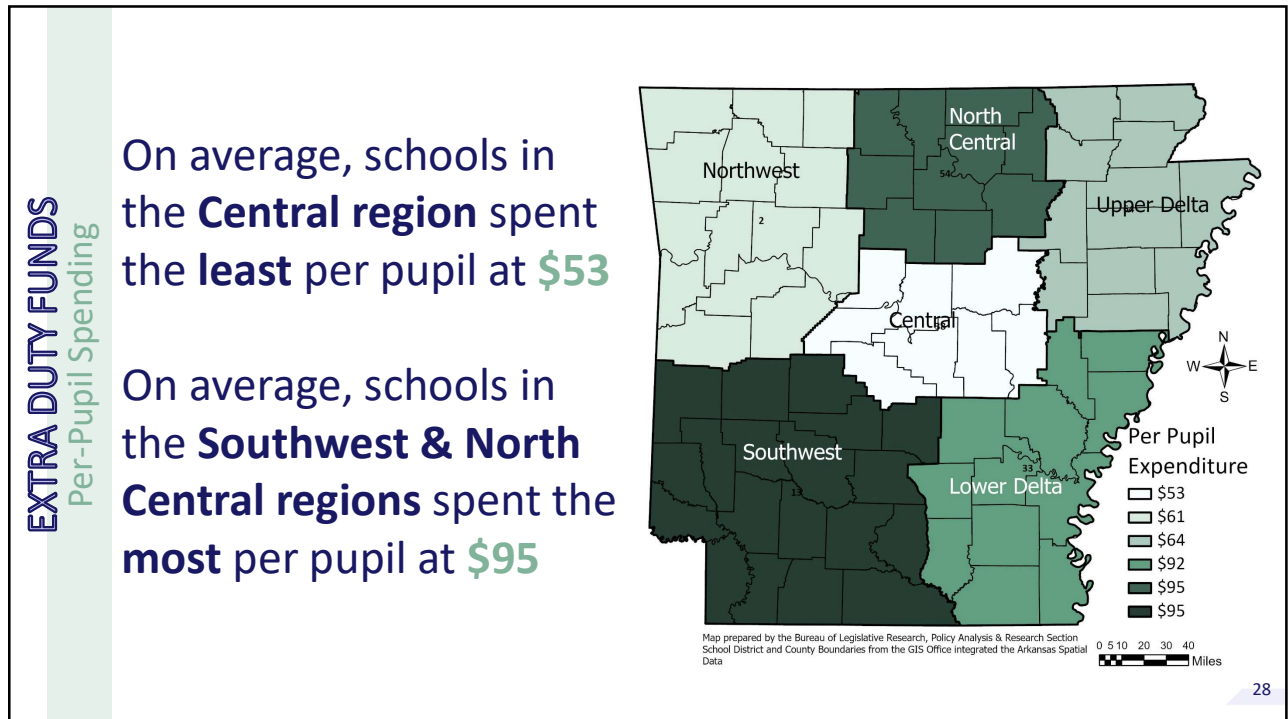 EXTRA DUTY FUNDS
Per-Pupil Spending
On average, schools in
the Central region spent
the least per pupil at $53
On average, schools in
the Southwest & North
Central regions spent the
most per pupil at $95
North
Central
54
Northwest
2
Upper Delta
Central
Southwest
13
33
Lower Delta
N
W
E
S
Per Pupil
Expenditure
$53
$61
$64
$92
$95
$95
Map prepared by the Bureau of Legislative Research, Policy Analysis & Research Section
School District and County Boundaries from the GIS Office integrated the Arkansas Spatial
Data
0 5 10 20 30 40
Miles
28